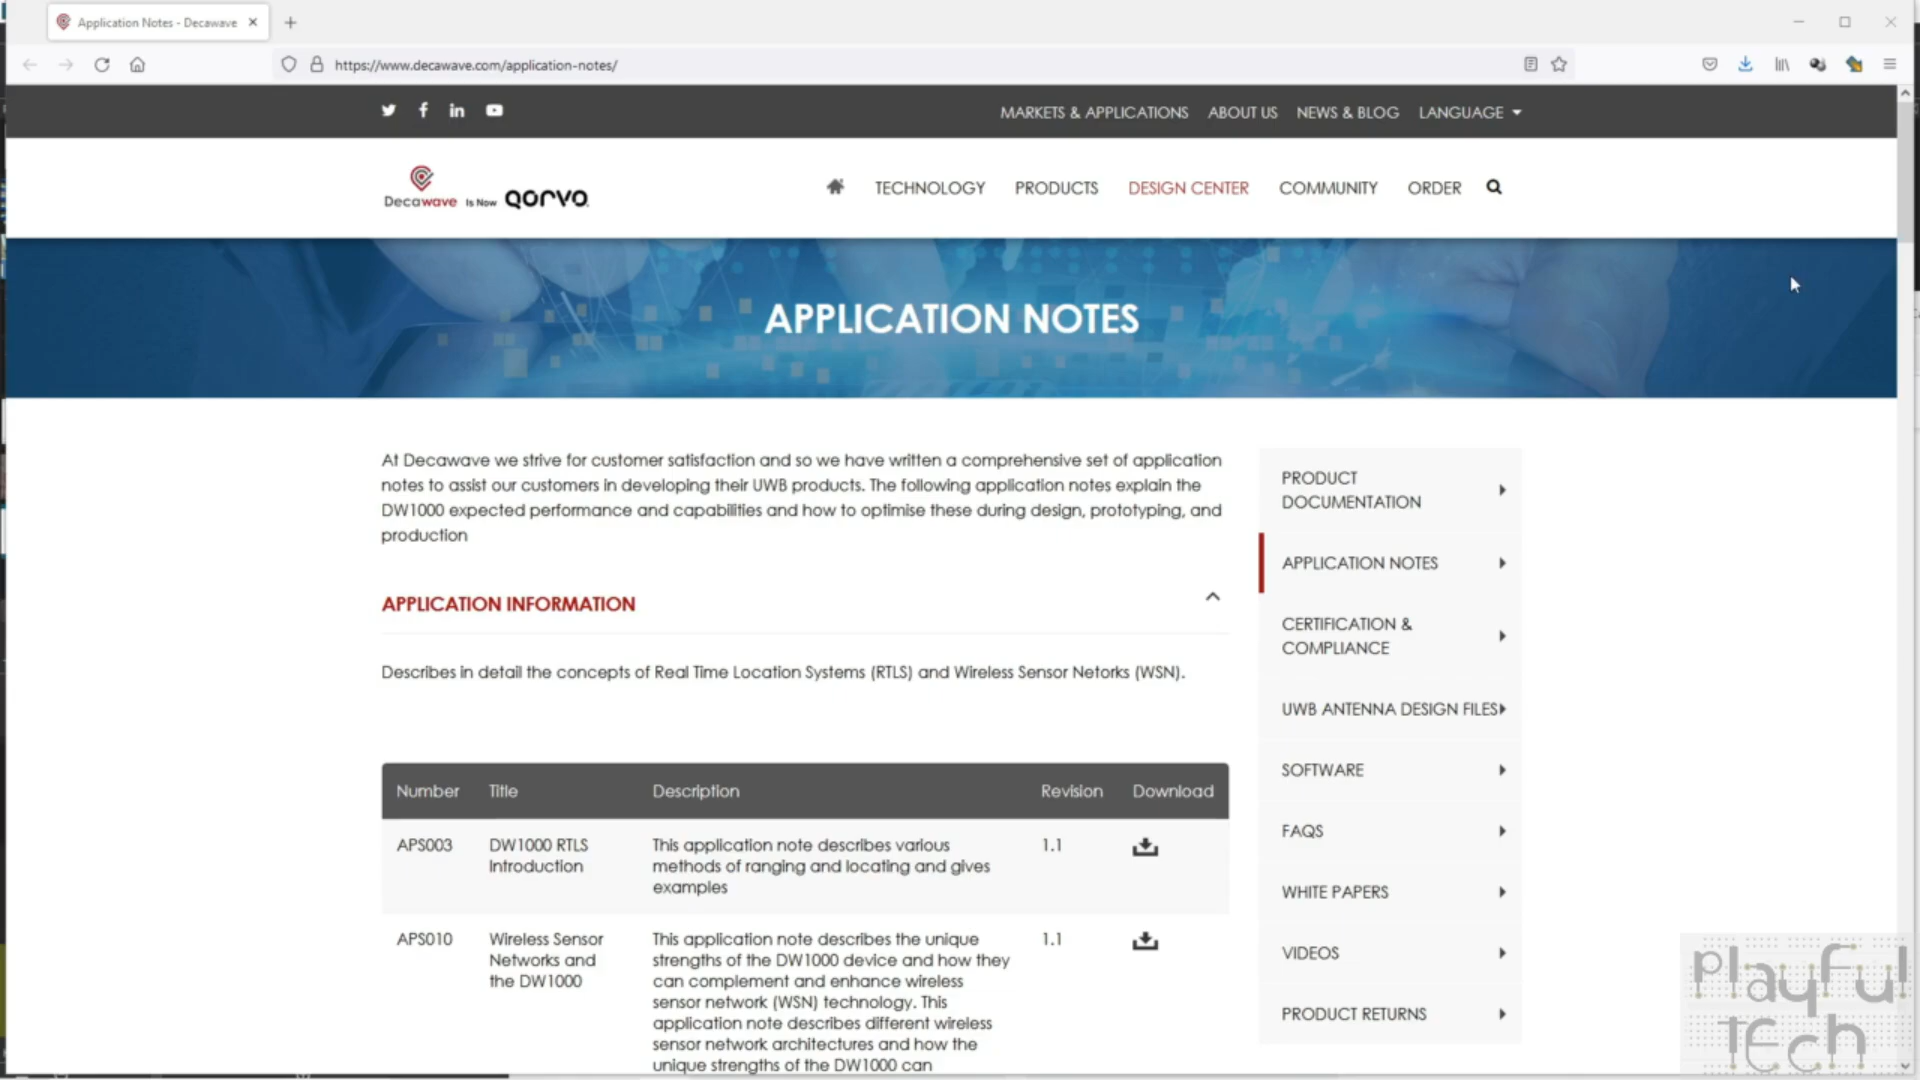 Application Notes - Decawave
https://www.decawave.com/application-notes/
MARKETS & APPLICATIONS ABOUT US NEWS & BLOG LANGUAGE
Decawave Is Now QORVO
TECHNOLOGY PRODUCTS DESIGN CENTER COMMUNITY ORDER
APPLICATION NOTES
At Decawave we strive for customer satisfaction and so we have written a comprehensive set of application
notes to assist our customers in developing their UWB products. The following application notes explain the
DW1000 expected performance and capabilities and how to optimise these during design, prototyping, and
production
APPLICATION INFORMATION
Describes in detail the concepts of Real Time Location Systems (RTLS) and Wireless Sensor Netorks (WSN).
Number Title Description Revision Download
APS003 DW1000 RTLS This application note describes various 1.1
Introduction methods of ranging and locating and gives
examples
APS010 Wireless Sensor This application note describes the unique 1.1
Networks and strengths of the DW1000 device and how they
the DW1000 can complement and enhance wireless
sensor network (WSN) technology. This
application note describes different wireless
sensor network architectures and how the
unique strengths of the DW1000 can
PRODUCT
DOCUMENTATION
APPLICATION NOTES
CERTIFICATION &
COMPLIANCE
UWB ANTENNA DESIGN FILES
SOFTWARE
FAQS
WHITE PAPERS
VIDEOS
PRODUCT RETURNS
playful
tech